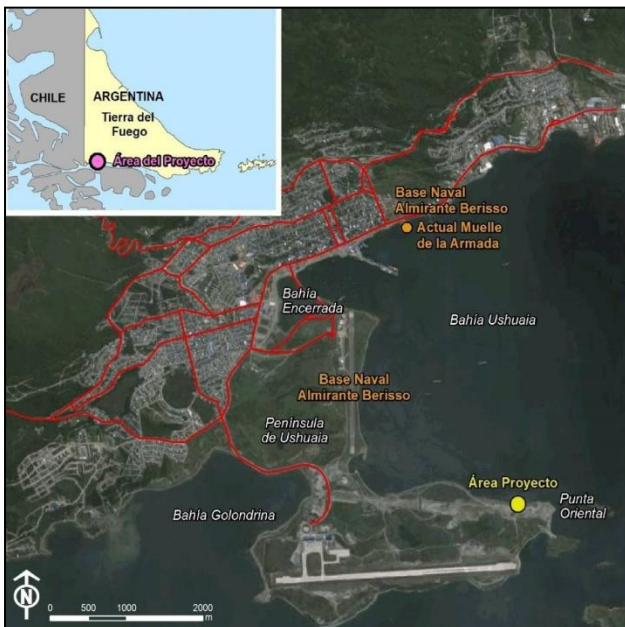 CHILE
ARGENTINA
Tierra del
Fuego
Área del Proyecto
Base Naval
Almirante Berisso
Actual Muelle
de la Armada
Bahía
Encerrada
Bahía Ushuaia
Base Naval
Almirante Berisso
Península
de Ushuaia
Área Proyecto
Punta
Oriental
Bahía Golondrina
N
0 500 1000 2000
m